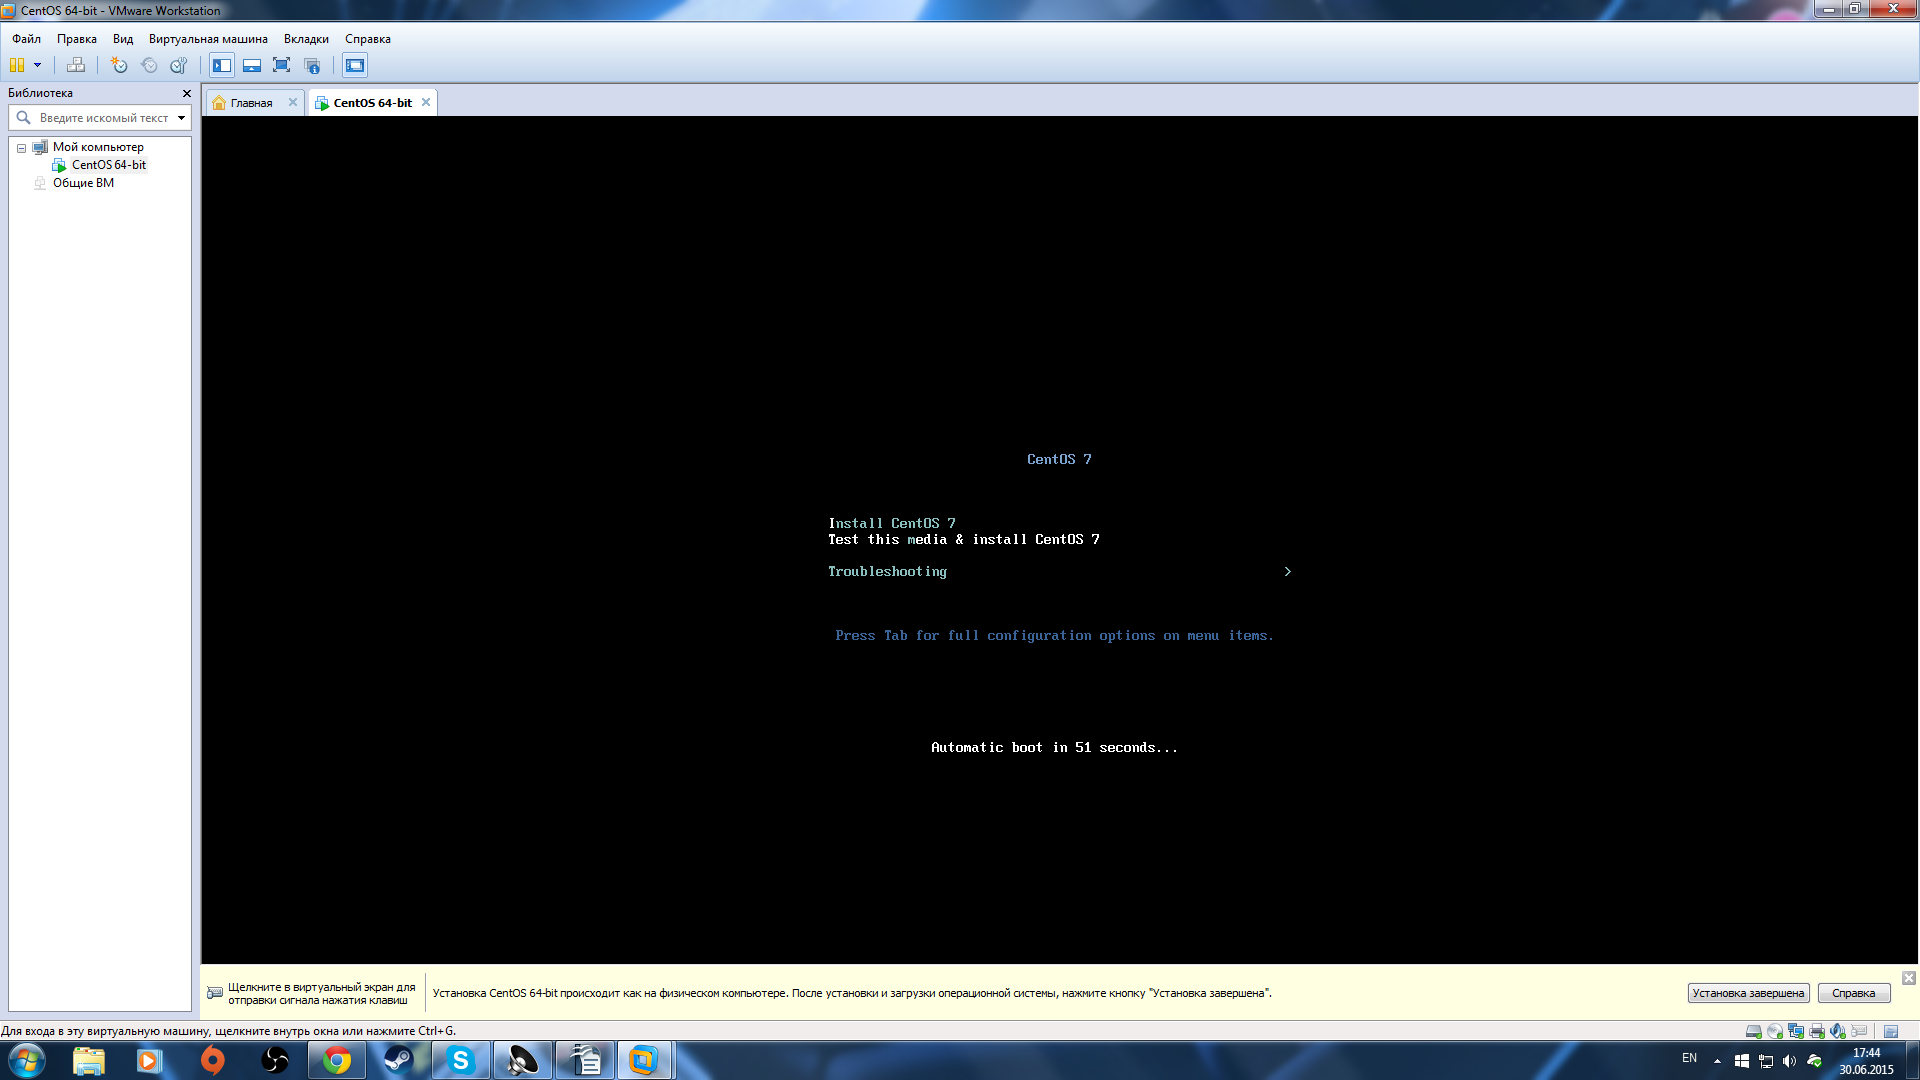 CentOS 64-bit - VMware Workstation
Файл Правка Вид Виртуальная машина Вкладки Справка
Библиотека
Введите искомый текст
Мой компьютер
CentOS 64-bit
Общие ВМ
Главная
CentOS 64-bit
CentOS 7
Install CentOS 7
Test this media & install CentOS 7
Troubleshooting >
Press Tab for full configuration options on menu items.
Automatic boot in 51 seconds...
Щелкните в виртуальный экран для
отправки сигнала нажатия клавиш
Установка CentOS 64-bit происходит как на физическом компьютере. После установки и загрузки операционной системы, нажмите кнопку "Установка завершена".
Установка завершена
Справка
Для входа в эту виртуальную машину, щелкните внутрь окна или нажмите Ctrl+G.
EN
17:44
30.06.2015